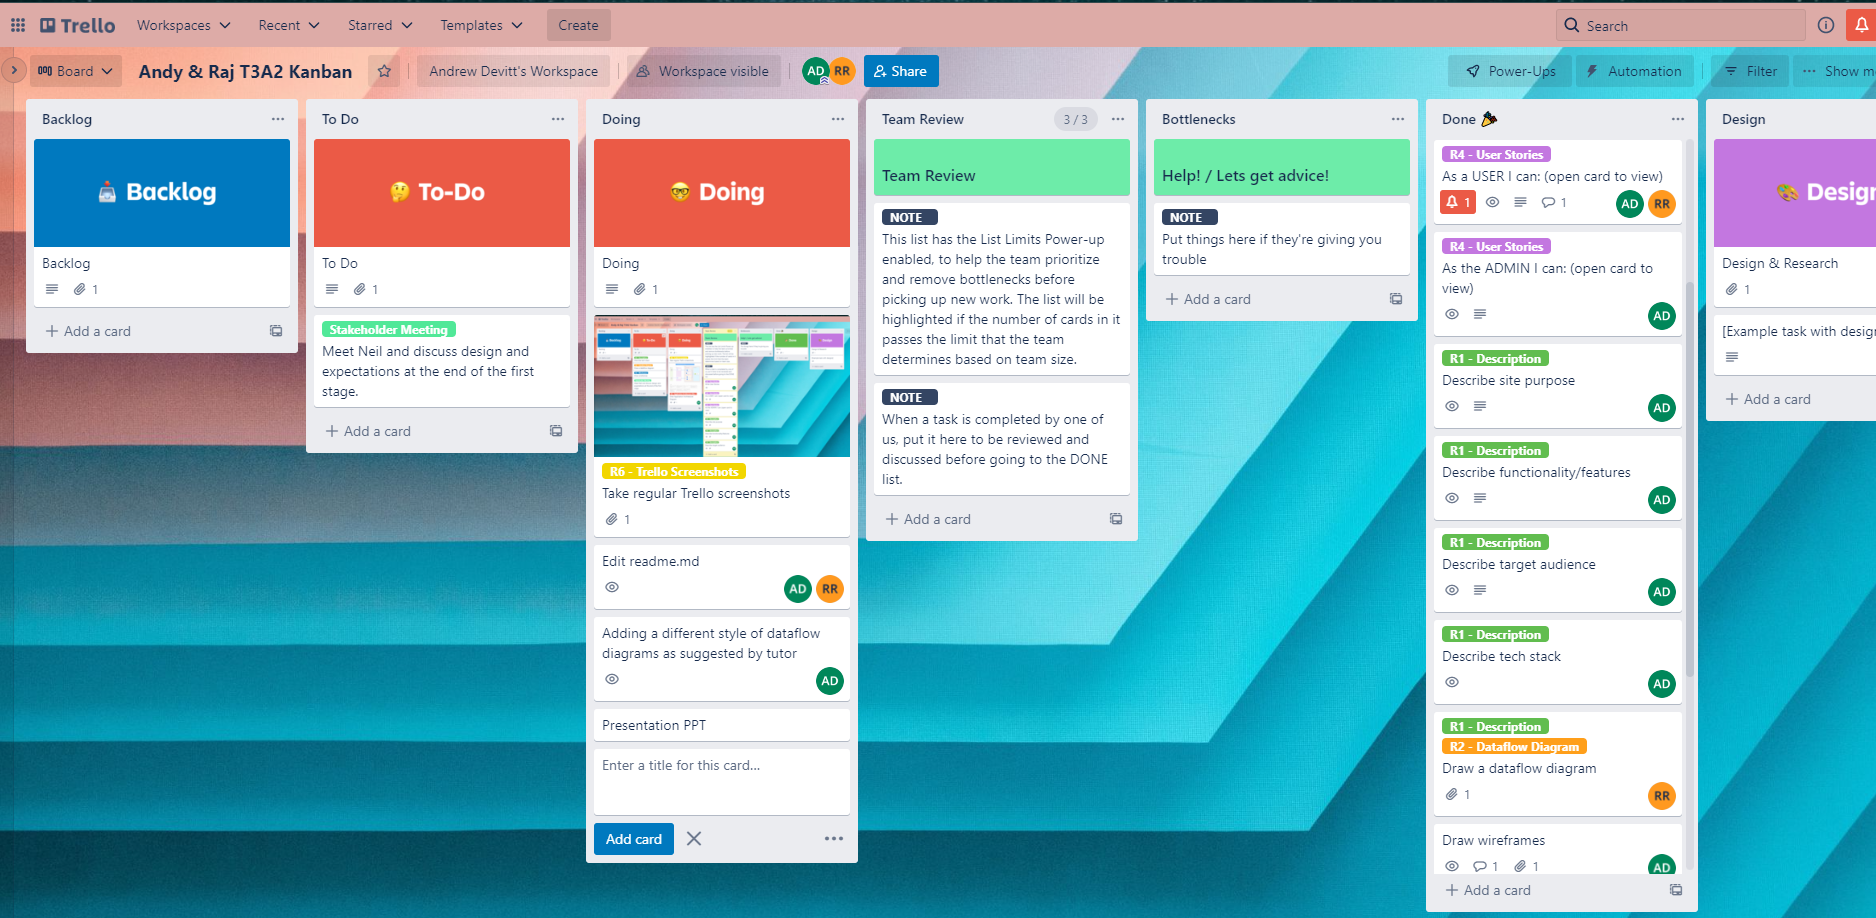 Trello
Workspaces
Recent
Starred
Templates
Create
Search
Board
Andy & Raj T3A2 Kanban
Andrew Devitt's Workspace
Workspace visible
AD
RR
Share
Power-Ups
Automation
Filter
Show m
Backlog
Backlog
Backlog
1
Add a card
To Do
To-Do
To Do
1
Stakeholder Meeting
Meet Neil and discuss design and
expectations at the end of the first
stage.
Add a card
Doing
Doing
Doing
1
R6 - Trello Screenshots
Take regular Trello screenshots
1
Edit readme.md
AD
RR
Adding a different style of dataflow
diagrams as suggested by tutor
AD
Presentation PPT
Enter a title for this card...
Add card
Team Review
3 / 3
Team Review
NOTE
This list has the List Limits Power-up
enabled, to help the team prioritize
and remove bottlenecks before
picking up new work. The list will be
highlighted if the number of cards in it
passes the limit that the team
determines based on team size.
NOTE
When a task is completed by one of
us, put it here to be reviewed and
discussed before going to the DONE
list.
Add a card
Bottlenecks
Help! / Lets get advice!
NOTE
Put things here if they're giving you
trouble
Add a card
Done
R4 - User Stories
As a USER I can: (open card to view)
1
1
AD
RR
R4 - User Stories
As the ADMIN I can: (open card to
view)
AD
R1 - Description
Describe site purpose
AD
R1 - Description
Describe functionality/features
AD
R1 - Description
Describe target audience
AD
R1 - Description
Describe tech stack
AD
R1 - Description
R2 - Dataflow Diagram
Draw a dataflow diagram
1
RR
Draw wireframes
1
1
AD
Add a card
Design
Design
Design & Research
1
[Example task with desig
Add a card